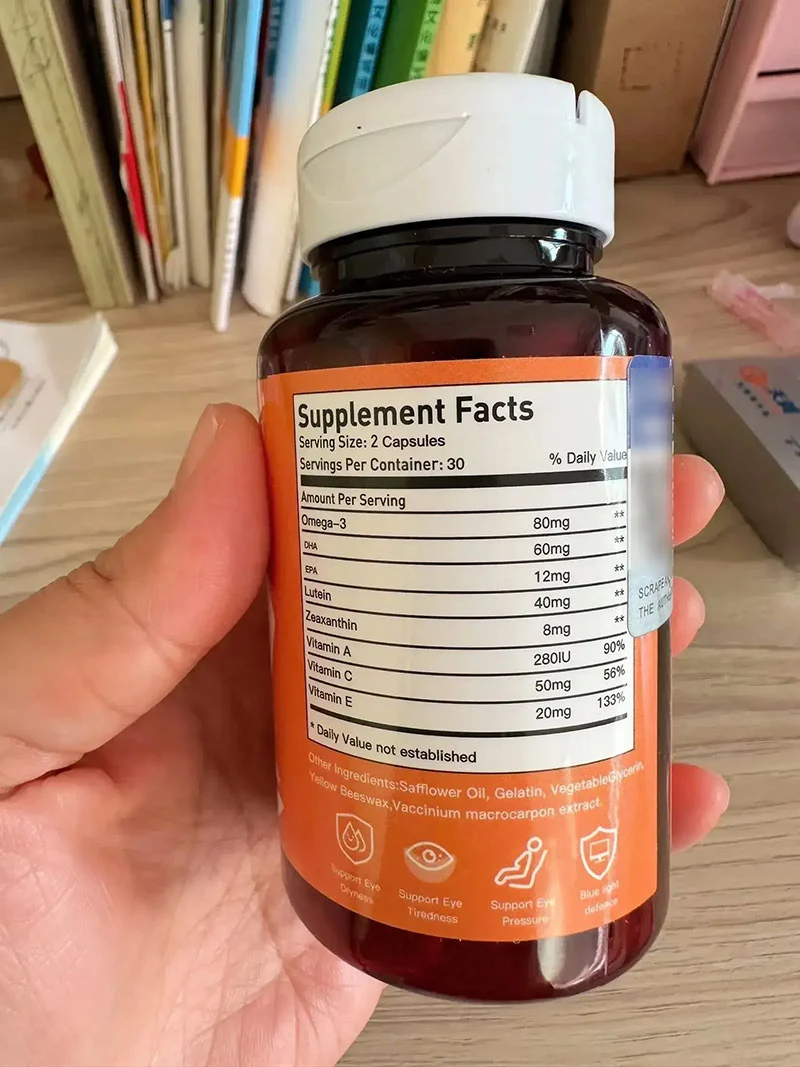 Supplement Facts
Serving Size: 2 Capsules
Servings Per Container: 30
% Daily Value
Amount Per Serving
Omega-3 80mg **
DHA 60mg **
EPA 12mg **
Lutein 40mg **
Zeaxanthin 8mg **
Vitamin A 280IU 90%
Vitamin C 50mg 56%
Vitamin E 20mg 133%
* Daily Value not established
Other Ingredients:Safflower Oil, Gelatin, VegetableGlycerin,
Yellow Beeswax,Vaccinium macrocarpon extract.
Support Eye
Dryness
Support Eye
Tiredness
Support Eye
Pressure
Blue light
defence
THE